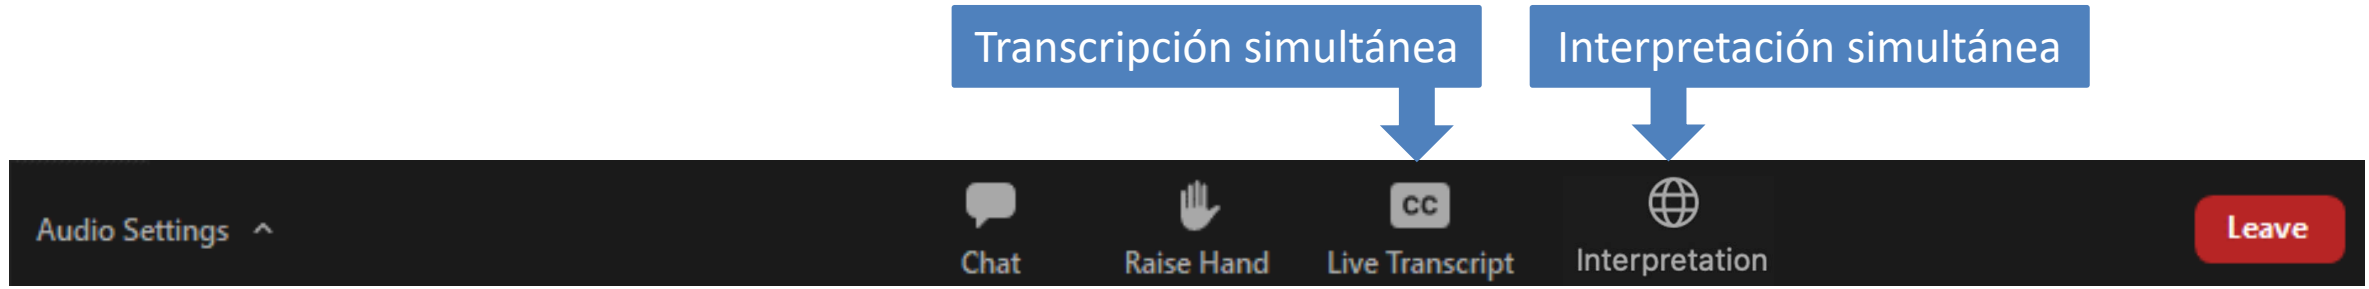 Transcripción simultánea
Interpretación simultánea
Audio Settings
CC
Chat
Raise Hand
Live Transcript
Interpretation
Leave